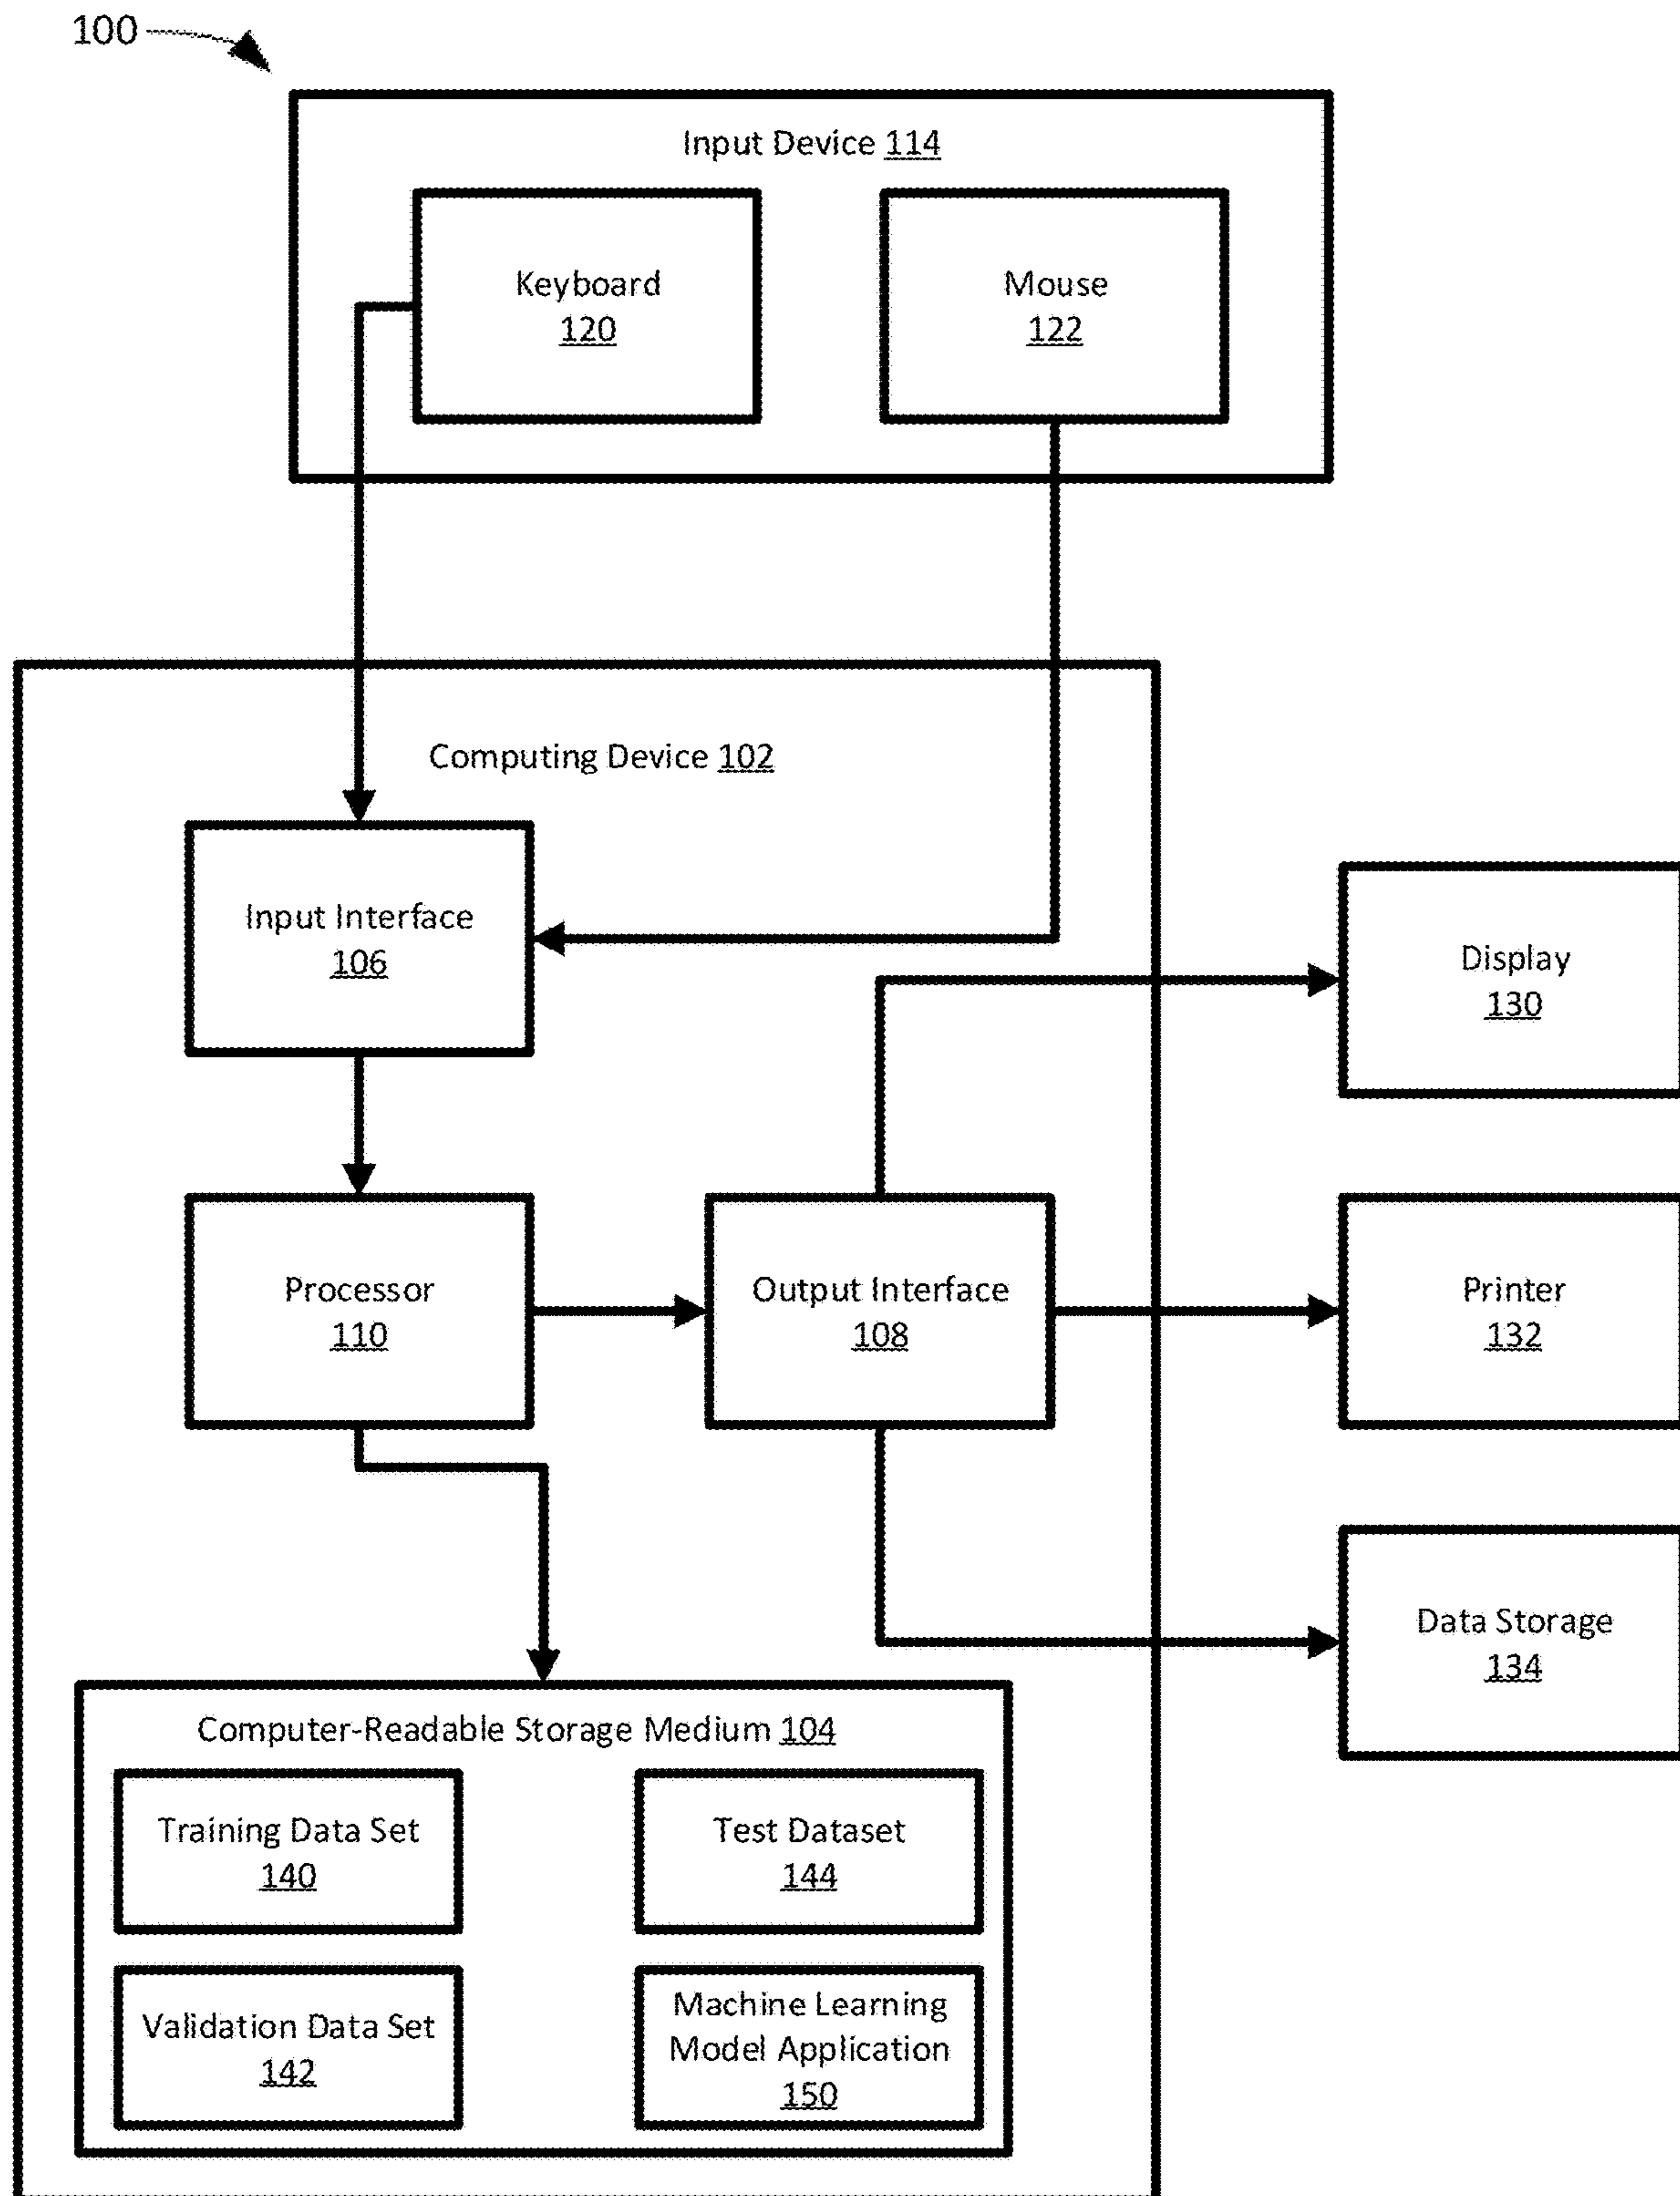 100
Input Device 114
Keyboard
120
Mouse
122
Computing Device 102
Input Interface
106
Display
130
Processor
110
Output Interface
108
Printer
132
Data Storage
134
Computer-Readable Storage Medium 104
Training Data Set
140
Test Dataset
144
Validation Data Set
142
Machine Learning
Model Application
150